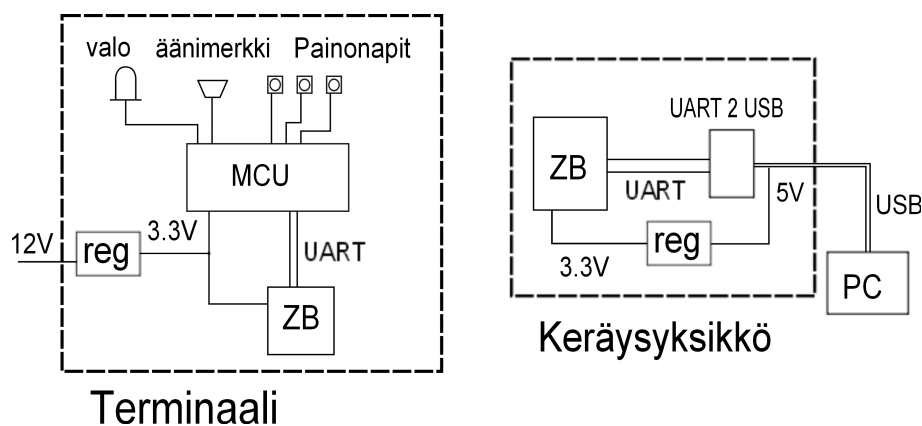 valo äänimerkki Painonapit
MCU
12V
reg
3.3V
UART
ZB
Terminaali
UART 2 USB
ZB
UART
5V
USB
reg
3.3V
PC
Keräysyksikkö